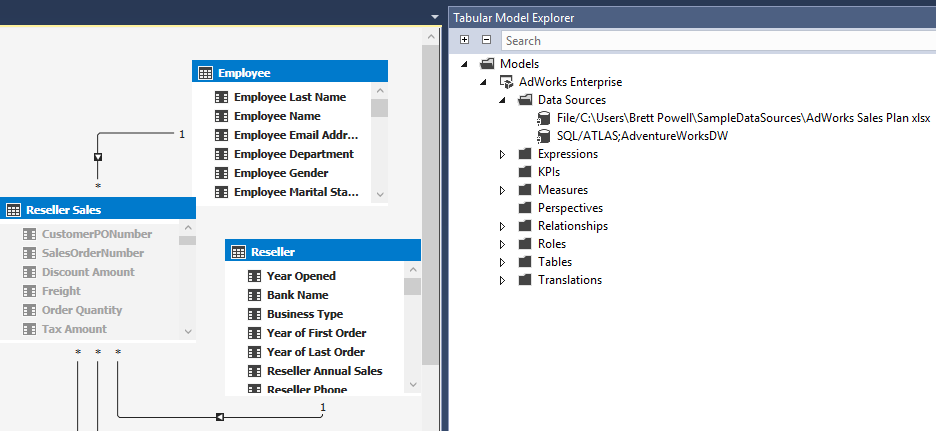 Employee
Employee Last Name
Employee Name
Employee Email Addr...
Employee Department
Employee Gender
Employee Marital Sta...
1
*
Reseller Sales
CustomerPONumber
SalesOrderNumber
Discount Amount
Freight
Order Quantity
Tax Amount
* * *
Reseller
Year Opened
Bank Name
Business Type
Year of First Order
Year of Last Order
Reseller Annual Sales
Reseller Phone
1
Tabular Model Explorer
Search
Models
AdWorks Enterprise
Data Sources
File/C:\Users\Brett Powell\SampleDataSources\AdWorks Sales Plan xlsx
SQL/ATLAS;AdventureWorksDW
Expressions
KPIs
Measures
Perspectives
Relationships
Roles
Tables
Translations